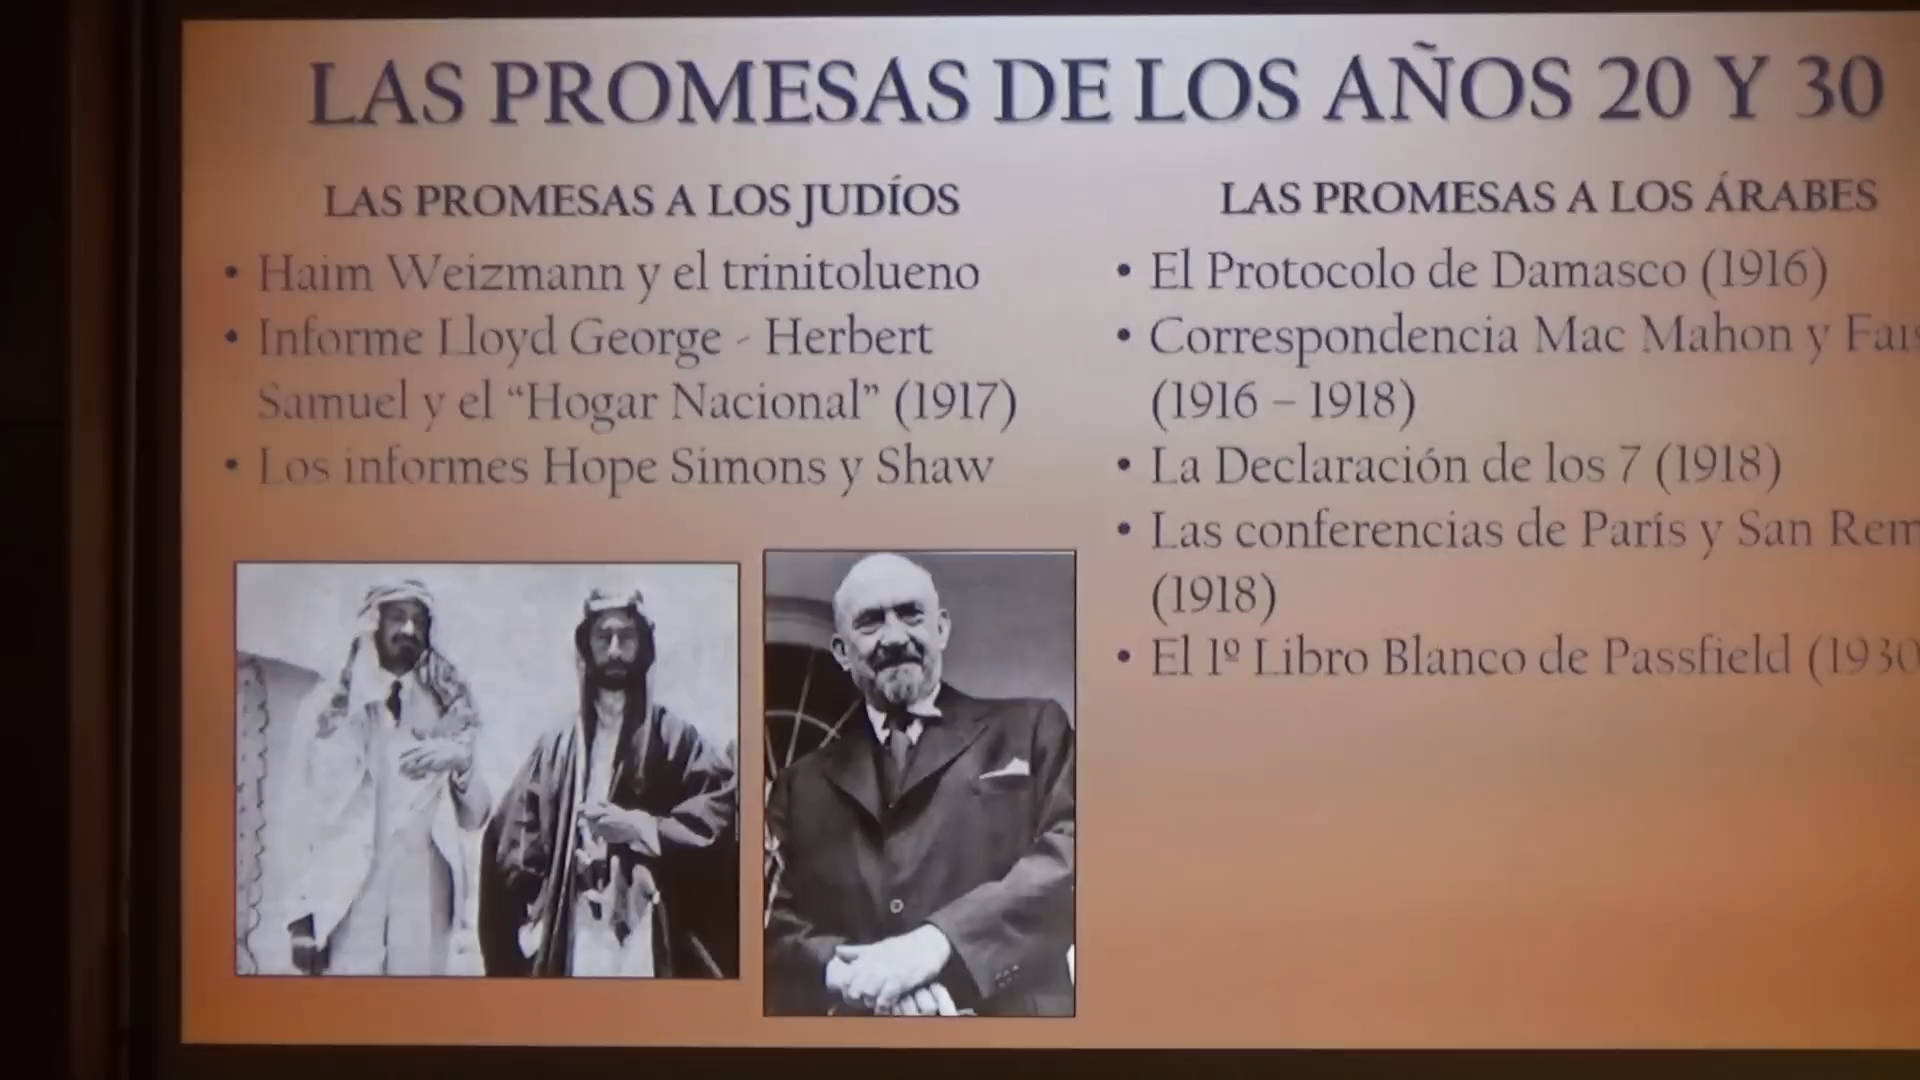 LAS PROMESAS DE LOS AÑOS 20 Y 30
LAS PROMESAS A LOS JUDÍOS
• Haim Weizmann y el trinitolueno
• Informe Lloyd George - Herbert
Samuel y el “Hogar Nacional” (1917)
• Los informes Hope Simons y Shaw
LAS PROMESAS A LOS ÁRABES
• El Protocolo de Damasco (1916)
• Correspondencia Mac Mahon y Fais
(1916 – 1918)
• La Declaración de los 7 (1918)
• Las conferencias de París y San Rem
(1918)
• El 1º Libro Blanco de Passfield (1930